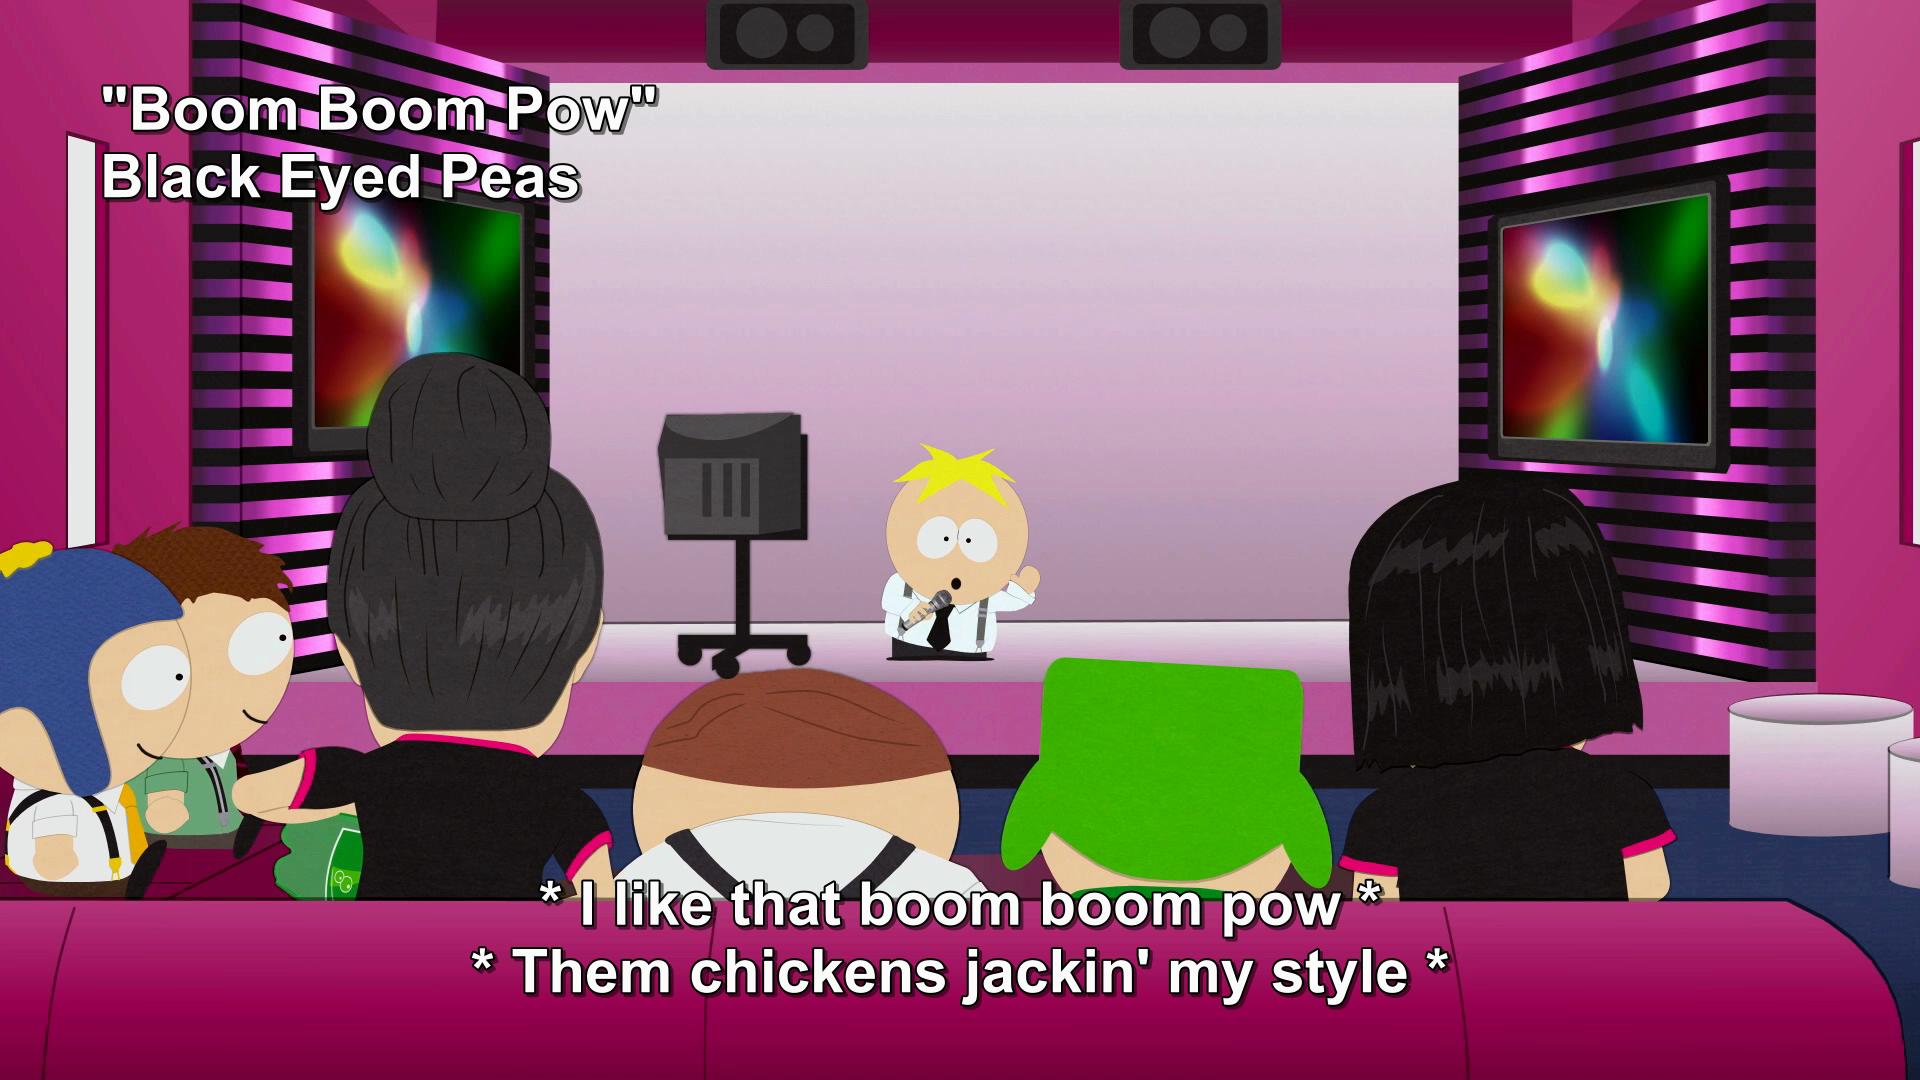 "Boom Boom Pow"
Black Eyed Peas
* I like that boom boom pow *
* Them chickens jackin' my style *